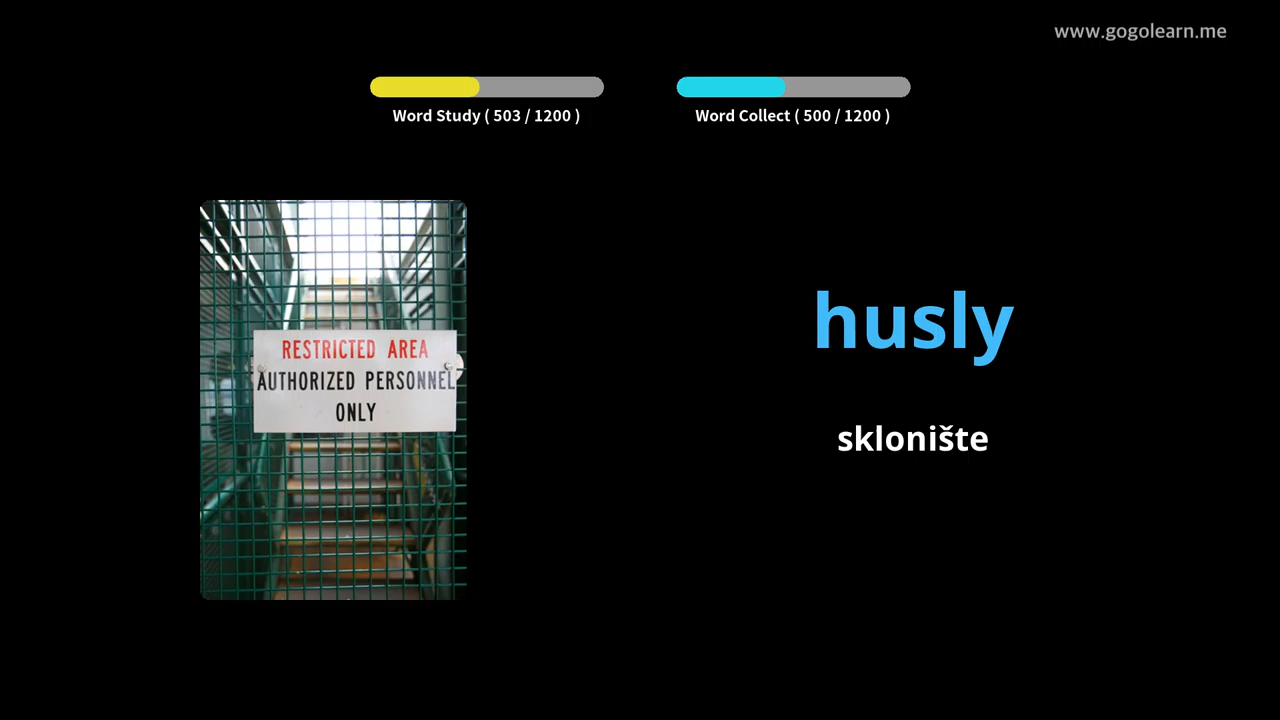 www.gogolearn.me
Word Study ( 503 / 1200 )
Word Collect ( 500 / 1200 )
RESTRICTED AREA
AUTHORIZED PERSONNEL
ONLY
husly
sklonište